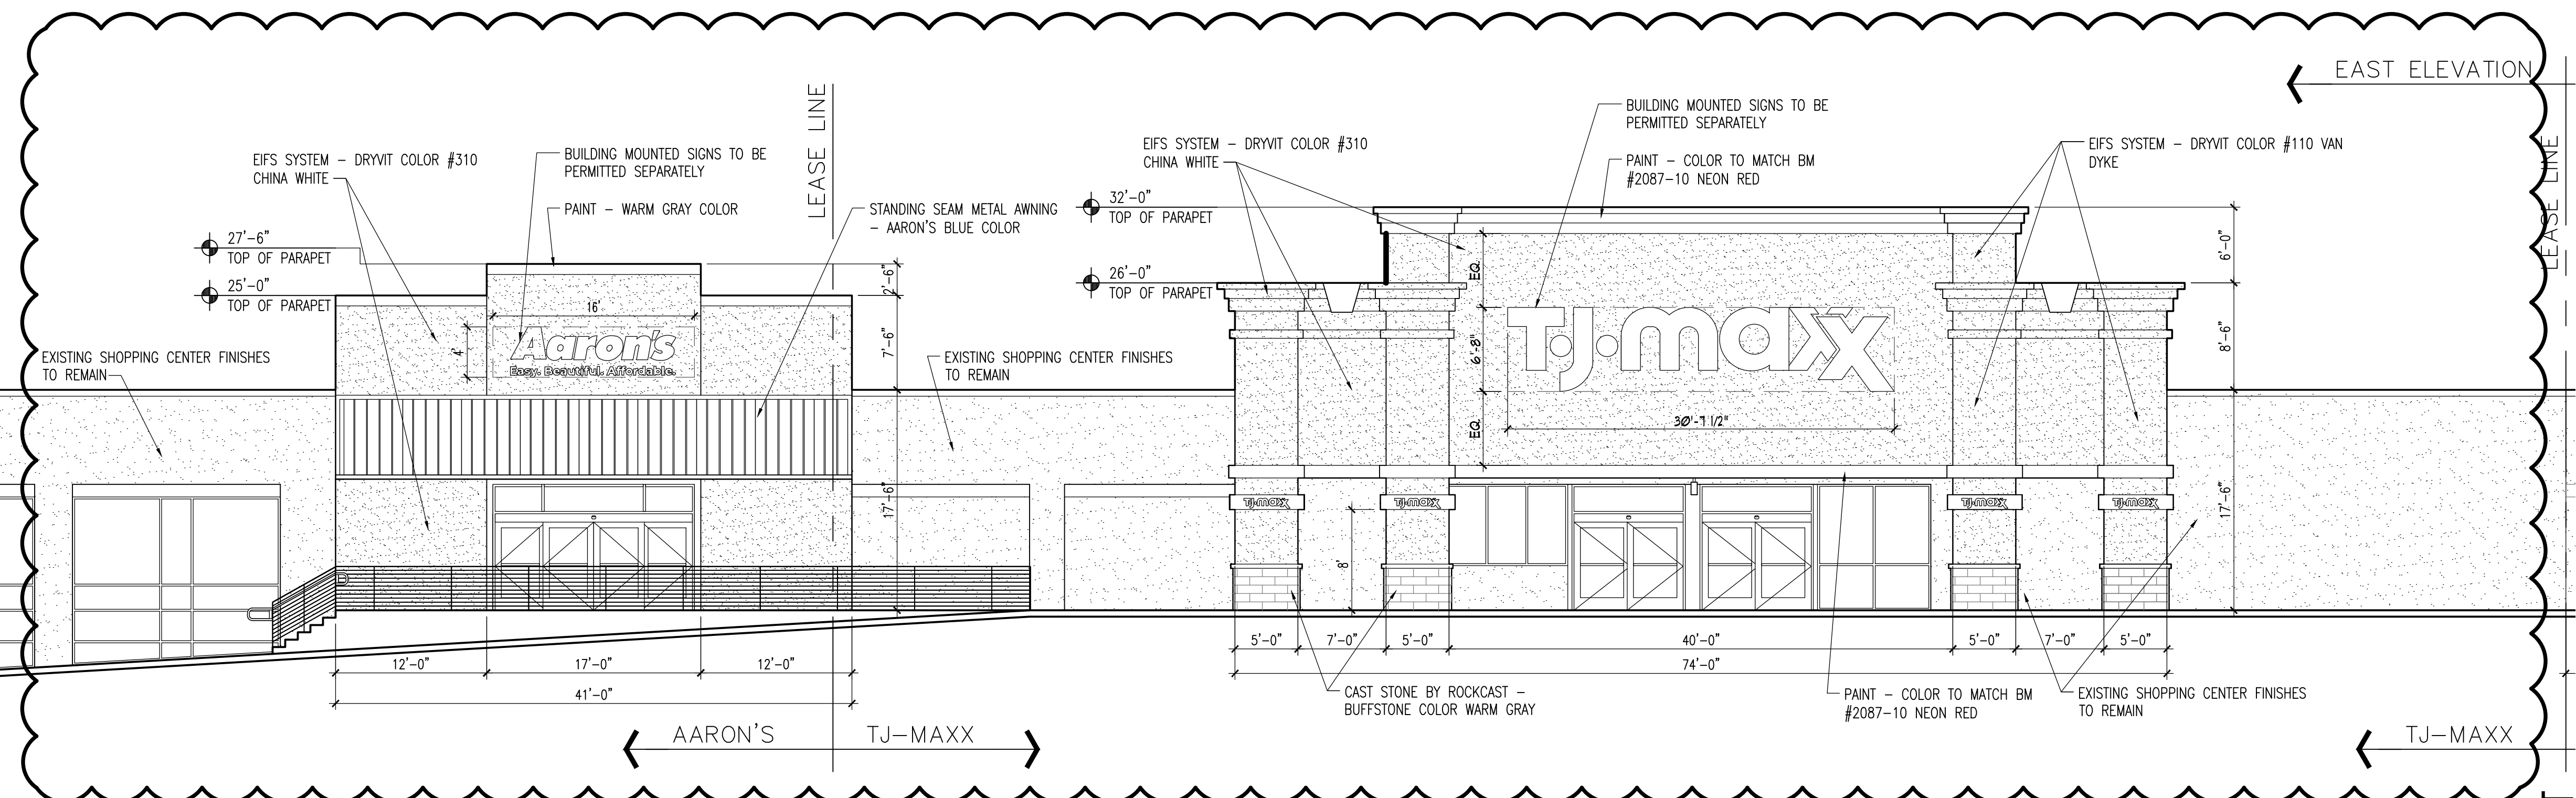 EAST ELEVATION
LEASE LINE
LEASE LINE
EIFS SYSTEM - DRYVIT COLOR #310
CHINA WHITE
BUILDING MOUNTED SIGNS TO BE
PERMITTED SEPARATELY
PAINT - WARM GRAY COLOR
STANDING SEAM METAL AWNING
- AARON'S BLUE COLOR
27'-6"
TOP OF PARAPET
25'-0"
TOP OF PARAPET
EXISTING SHOPPING CENTER FINISHES
TO REMAIN
16'
4'
Aaron's
Easy. Beautiful. Affordable.
2'-6"
7'-6"
17'-6"
EXISTING SHOPPING CENTER FINISHES
TO REMAIN
12'-0"
17'-0"
12'-0"
41'-0"
AARON'S
TJ-MAXX
EIFS SYSTEM - DRYVIT COLOR #310
CHINA WHITE
BUILDING MOUNTED SIGNS TO BE
PERMITTED SEPARATELY
PAINT - COLOR TO MATCH BM
#2087-10 NEON RED
EIFS SYSTEM - DRYVIT COLOR #110 VAN
DYKE
32'-0"
TOP OF PARAPET
26'-0"
TOP OF PARAPET
EQ.
6'-8"
EQ.
T·J·maxx
30'-7 1/2"
6'-0"
8'-6"
17'-6"
T·J·maxx
T·J·maxx
T·J·maxx
T·J·maxx
8'
5'-0"
7'-0"
5'-0"
40'-0"
5'-0"
7'-0"
5'-0"
74'-0"
CAST STONE BY ROCKCAST -
BUFFSTONE COLOR WARM GRAY
PAINT - COLOR TO MATCH BM
#2087-10 NEON RED
EXISTING SHOPPING CENTER FINISHES
TO REMAIN
TJ-MAXX